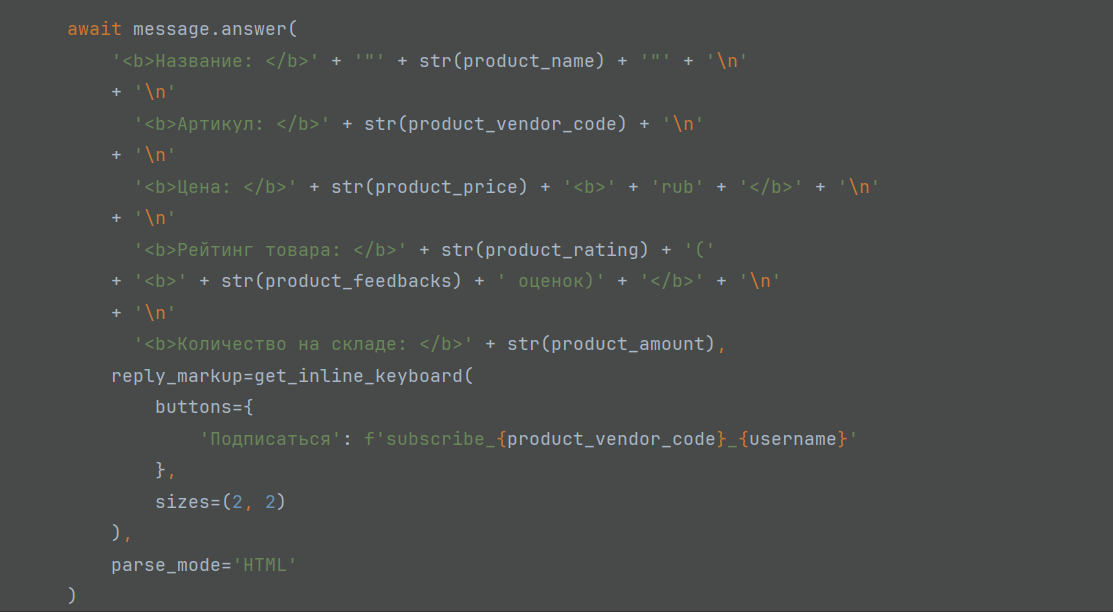 await message.answer(
    '<b>Название: </b>' + '"' + str(product_name) + '"' + '\n'
    + '\n'
      '<b>Артикул: </b>' + str(product_vendor_code) + '\n'
    + '\n'
      '<b>Цена: </b>' + str(product_price) + '<b>' + 'rub' + '</b>' + '\n'
    + '\n'
      '<b>Рейтинг товара: </b>' + str(product_rating) + '('
    + '<b>' + str(product_feedbacks) + ' оценок)' + '</b>' + '\n'
    + '\n'
      '<b>Количество на складе: </b>' + str(product_amount),
    reply_markup=get_inline_keyboard(
        buttons={
            'Подписаться': f'subscribe_{product_vendor_code}_{username}'
        },
        sizes=(2, 2)
    ),
    parse_mode='HTML'
)